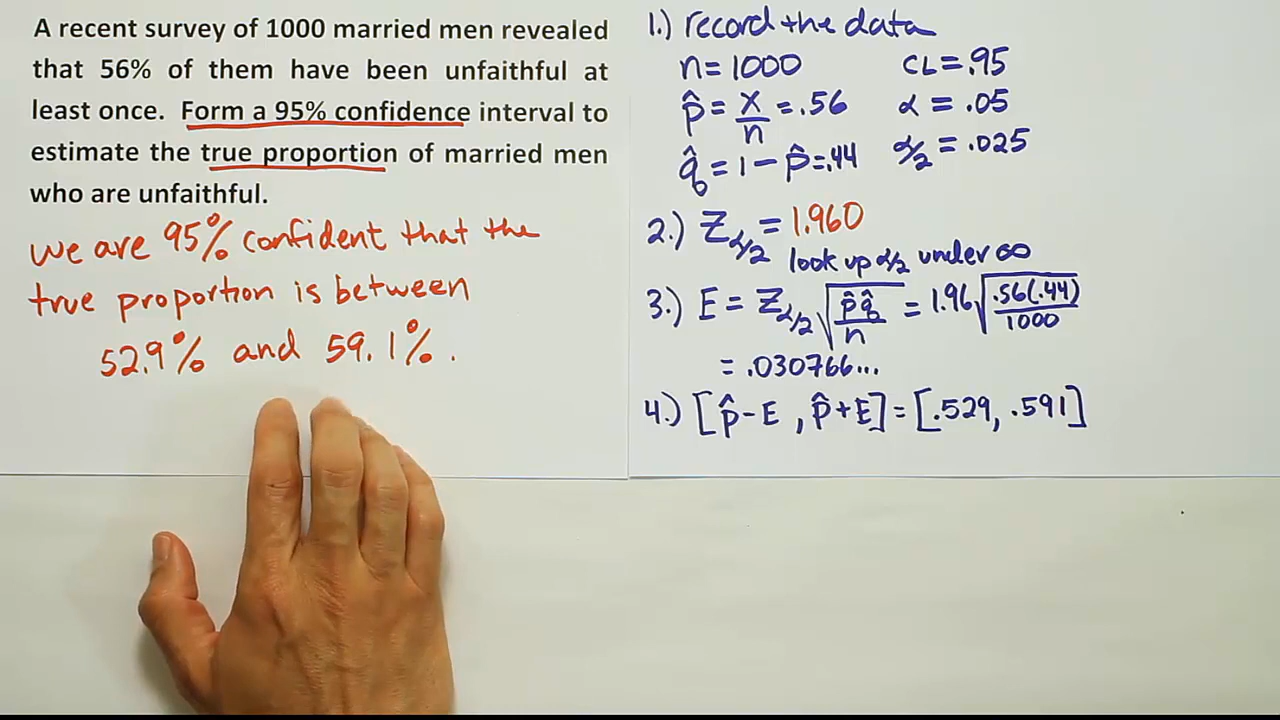 A recent survey of 1000 married men revealed
that 56% of them have been unfaithful at
least once. Form a 95% confidence interval to
estimate the true proportion of married men
who are unfaithful.
we are 95% confident that the
true proportion is between
52.9% and 59.1%.
1.) record the data
n = 1000 CL = .95
p̂ = x/n = .56 α = .05
q̂ = 1 - p̂ = .44 α/2 = .025
2.) Zα/2 = 1.960
look up α/2 under ∞
3.) E = Zα/2 √(p̂q̂/n) = 1.96 √(.56(.44)/1000)
= .030766...
4.) [p̂-E, p̂+E] = [.529, .591]